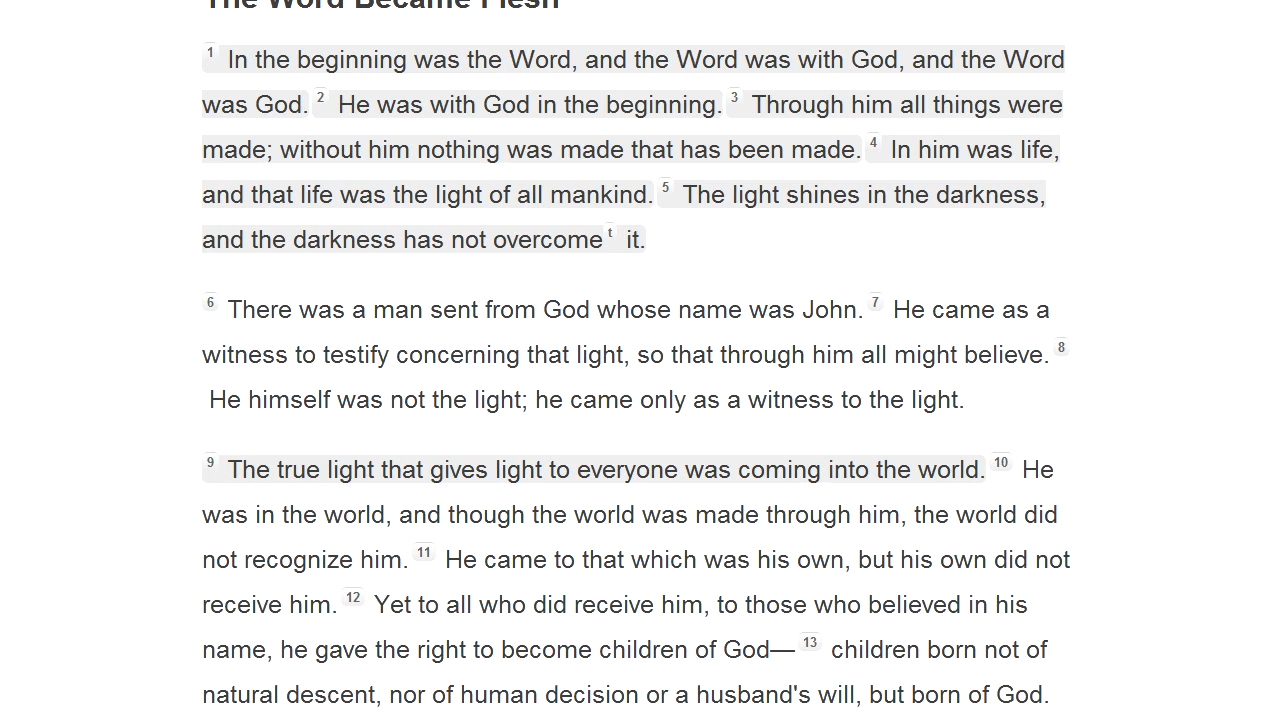 The Word Became Flesh
1 In the beginning was the Word, and the Word was with God, and the Word
was God. 2 He was with God in the beginning. 3 Through him all things were
made; without him nothing was made that has been made. 4 In him was life,
and that life was the light of all mankind. 5 The light shines in the darkness,
and the darkness has not overcome t it.
6 There was a man sent from God whose name was John. 7 He came as a
witness to testify concerning that light, so that through him all might believe. 8
He himself was not the light; he came only as a witness to the light.
9 The true light that gives light to everyone was coming into the world. 10 He
was in the world, and though the world was made through him, the world did
not recognize him. 11 He came to that which was his own, but his own did not
receive him. 12 Yet to all who did receive him, to those who believed in his
name, he gave the right to become children of God— 13 children born not of
natural descent, nor of human decision or a husband's will, but born of God.